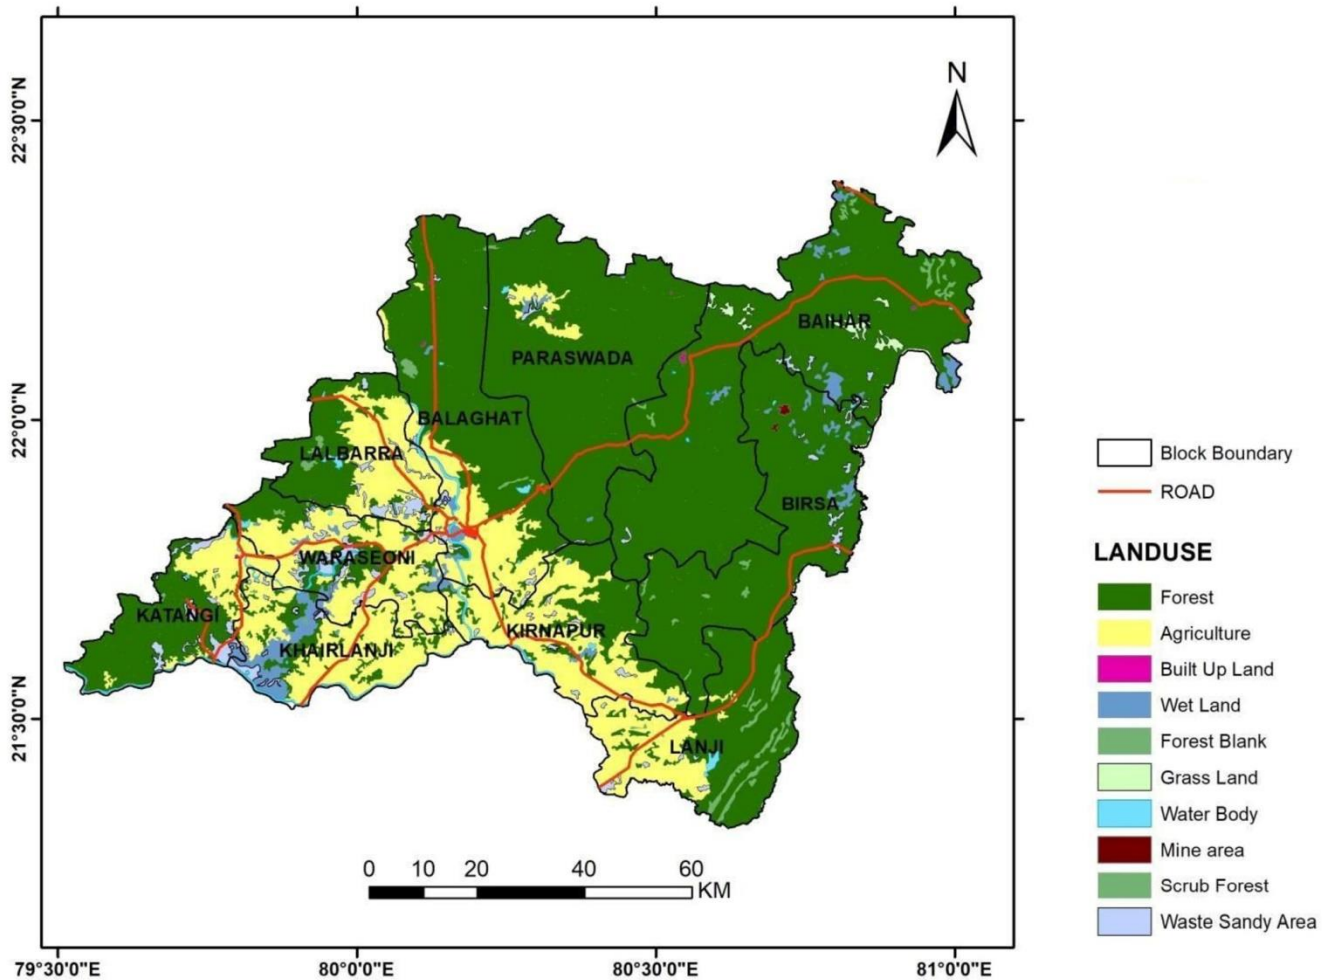 N
22°30'0"N
22°0'0"N
21°30'0"N
BAIHAR
PARASWADA
BALAGHAT
LALBARRA
BIRSA
WARASEONI
KATANGI
KIRNAPUR
KHAIRLANJI
LANJI
0 10 20 40 60
KM
79°30'0"E 80°0'0"E 80°30'0"E 81°0'0"E
Block Boundary
ROAD
LANDUSE
Forest
Agriculture
Built Up Land
Wet Land
Forest Blank
Grass Land
Water Body
Mine area
Scrub Forest
Waste Sandy Area